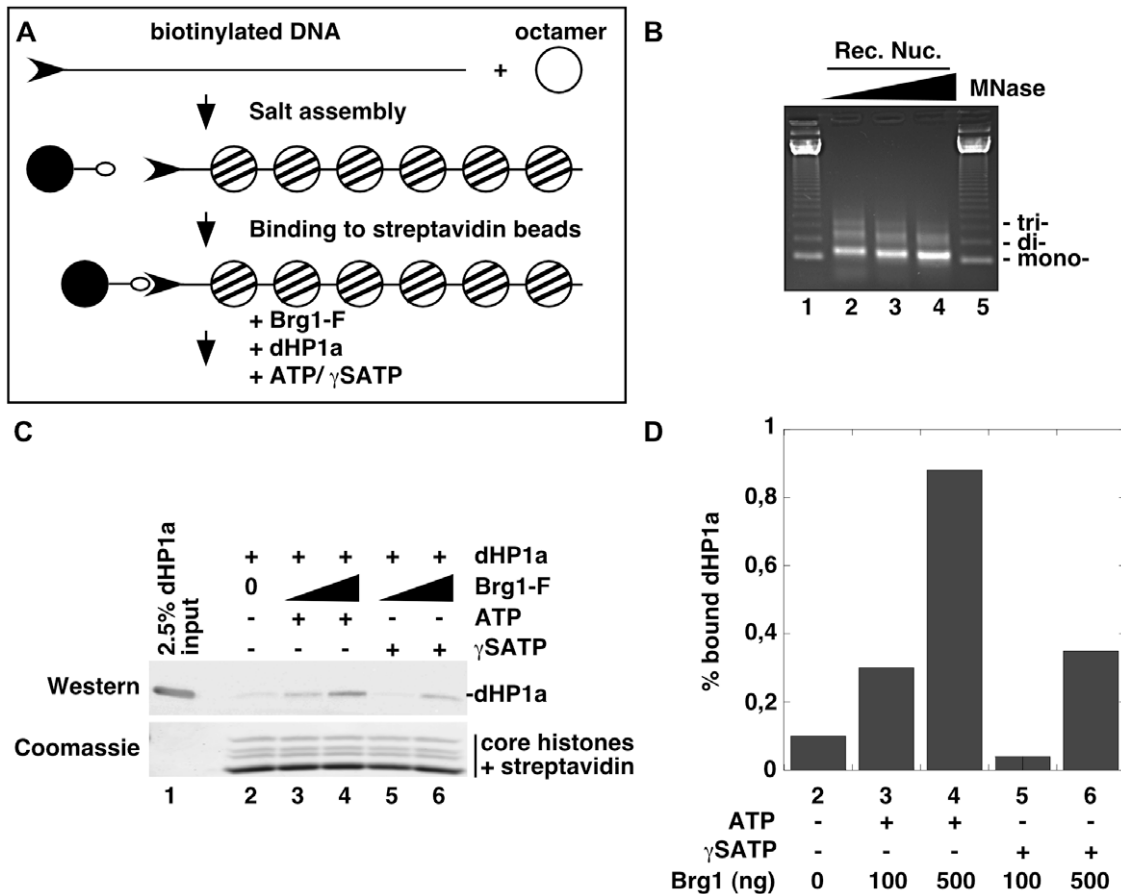 A
biotinylated DNA
octamer
+
Salt assembly
Binding to streptavidin beads
+ Brg1-F
+ dHP1a
+ ATP/ γSATP
B
Rec. Nuc.
MNase
- tri-
- di-
- mono-
1 2 3 4 5
C
2.5% dHP1a
input
+ + + + + dHP1a
0 Brg1-F
- + + - - ATP
- - - + + γSATP
Western
-dHP1a
Coomassie
core histones
+ streptavidin
1 2 3 4 5 6
D
% bound dHP1a
1
0,8
0,6
0,4
0,2
0
2 3 4 5 6
ATP - + + - -
γSATP - - - + +
Brg1 (ng) 0 100 500 100 500